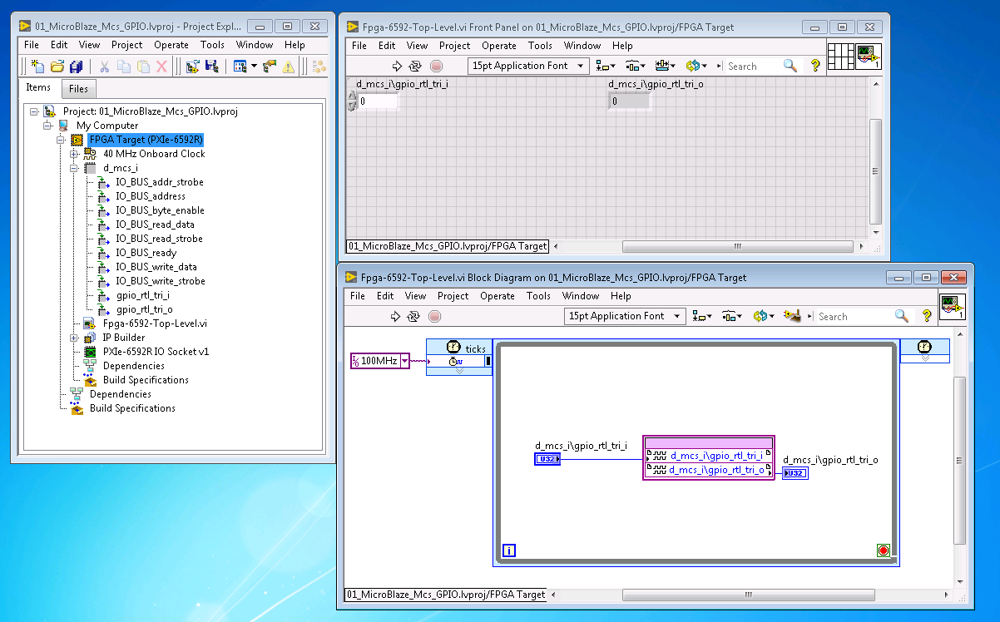 01_MicroBlaze_Mcs_GPIO.lvproj - Project Expl...
File Edit View Project Operate Tools Window Help
Items Files
Project: 01_MicroBlaze_Mcs_GPIO.lvproj
My Computer
FPGA Target (PXIe-6592R)
40 MHz Onboard Clock
d_mcs_i
IO_BUS_addr_strobe
IO_BUS_address
IO_BUS_byte_enable
IO_BUS_read_data
IO_BUS_read_strobe
IO_BUS_ready
IO_BUS_write_data
IO_BUS_write_strobe
gpio_rtl_tri_i
gpio_rtl_tri_o
Fpga-6592-Top-Level.vi
IP Builder
PXIe-6592R IO Socket v1
Dependencies
Build Specifications
Dependencies
Build Specifications
Fpga-6592-Top-Level.vi Front Panel on 01_MicroBlaze_Mcs_GPIO.lvproj/FPGA Target
File Edit View Project Operate Tools Window Help
15pt Application Font Search ? 1
d_mcs_i\gpio_rtl_tri_i d_mcs_i\gpio_rtl_tri_o
0 0
01_MicroBlaze_Mcs_GPIO.lvproj/FPGA Target
Fpga-6592-Top-Level.vi Block Diagram on 01_MicroBlaze_Mcs_GPIO.lvproj/FPGA Target
File Edit View Project Operate Tools Window Help
15pt Application Font Search ? 1
ticks
100MHz
d_mcs_i\gpio_rtl_tri_i
U32
d_mcs_i\gpio_rtl_tri_i
d_mcs_i\gpio_rtl_tri_o
d_mcs_i\gpio_rtl_tri_o
U32
i
01_MicroBlaze_Mcs_GPIO.lvproj/FPGA Target